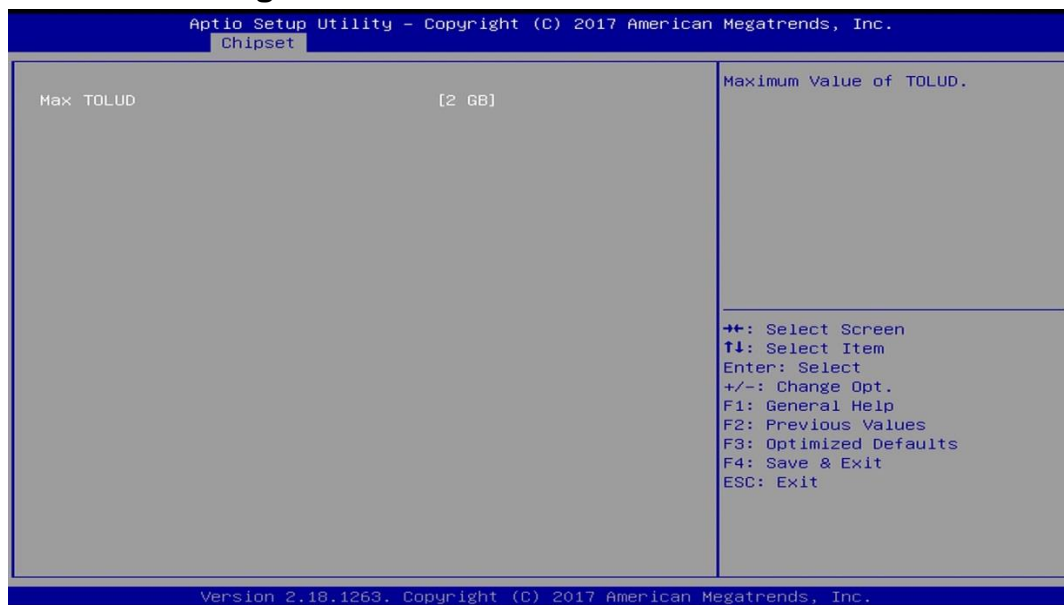 Aptio Setup Utility – Copyright (C) 2017 American Megatrends, Inc.
Chipset
Max TOLUD [2 GB]
Maximum Value of TOLUD.
→←: Select Screen
↑↓: Select Item
Enter: Select
+/-: Change Opt.
F1: General Help
F2: Previous Values
F3: Optimized Defaults
F4: Save & Exit
ESC: Exit
Version 2.18.1263. Copyright (C) 2017 American Megatrends, Inc.